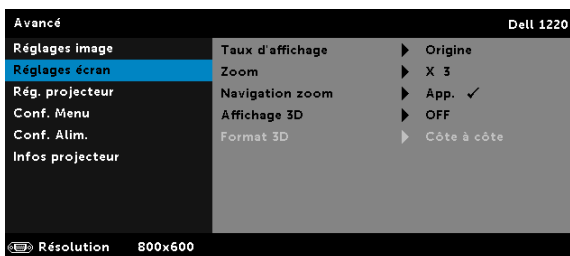 Avancé Dell 1220
Réglages image
Réglages écran
Rég. projecteur
Conf. Menu
Conf. Alim.
Infos projecteur
Taux d'affichage Origine
Zoom X 3
Navigation zoom App. ✓
Affichage 3D OFF
Format 3D Côte à côte
Résolution 800x600